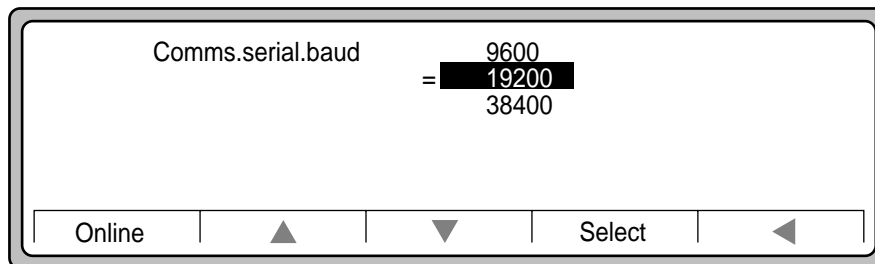 Comms.serial.baud 9600
= 19200
38400
Online ▲ ▼ Select ◀